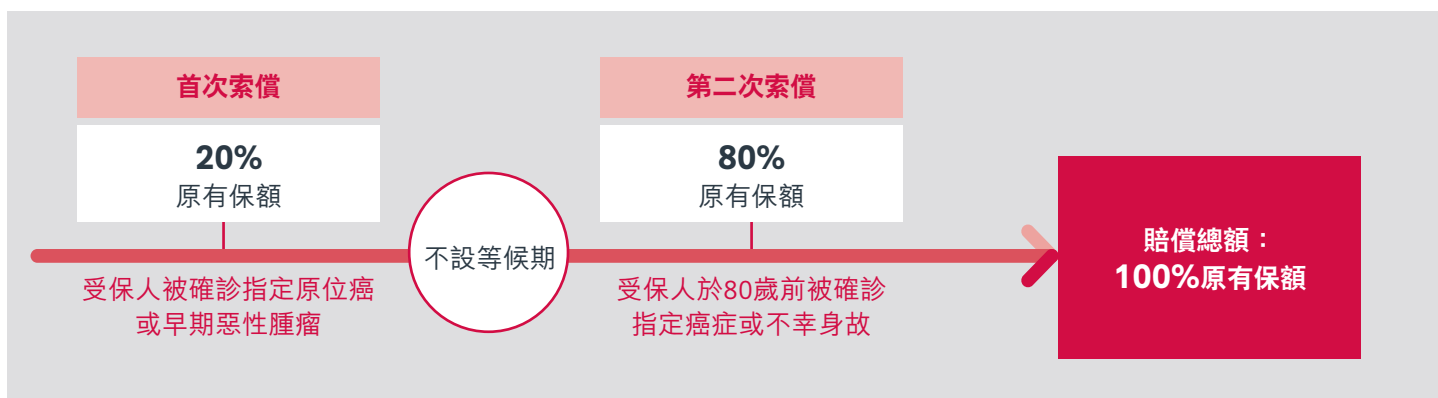 首次索償
20%
原有保額
受保人被確診指定原位癌
或早期惡性腫瘤
不設等候期
第二次索償
80%
原有保額
受保人於80歲前被確診
指定癌症或不幸身故
賠償總額：
100%原有保額